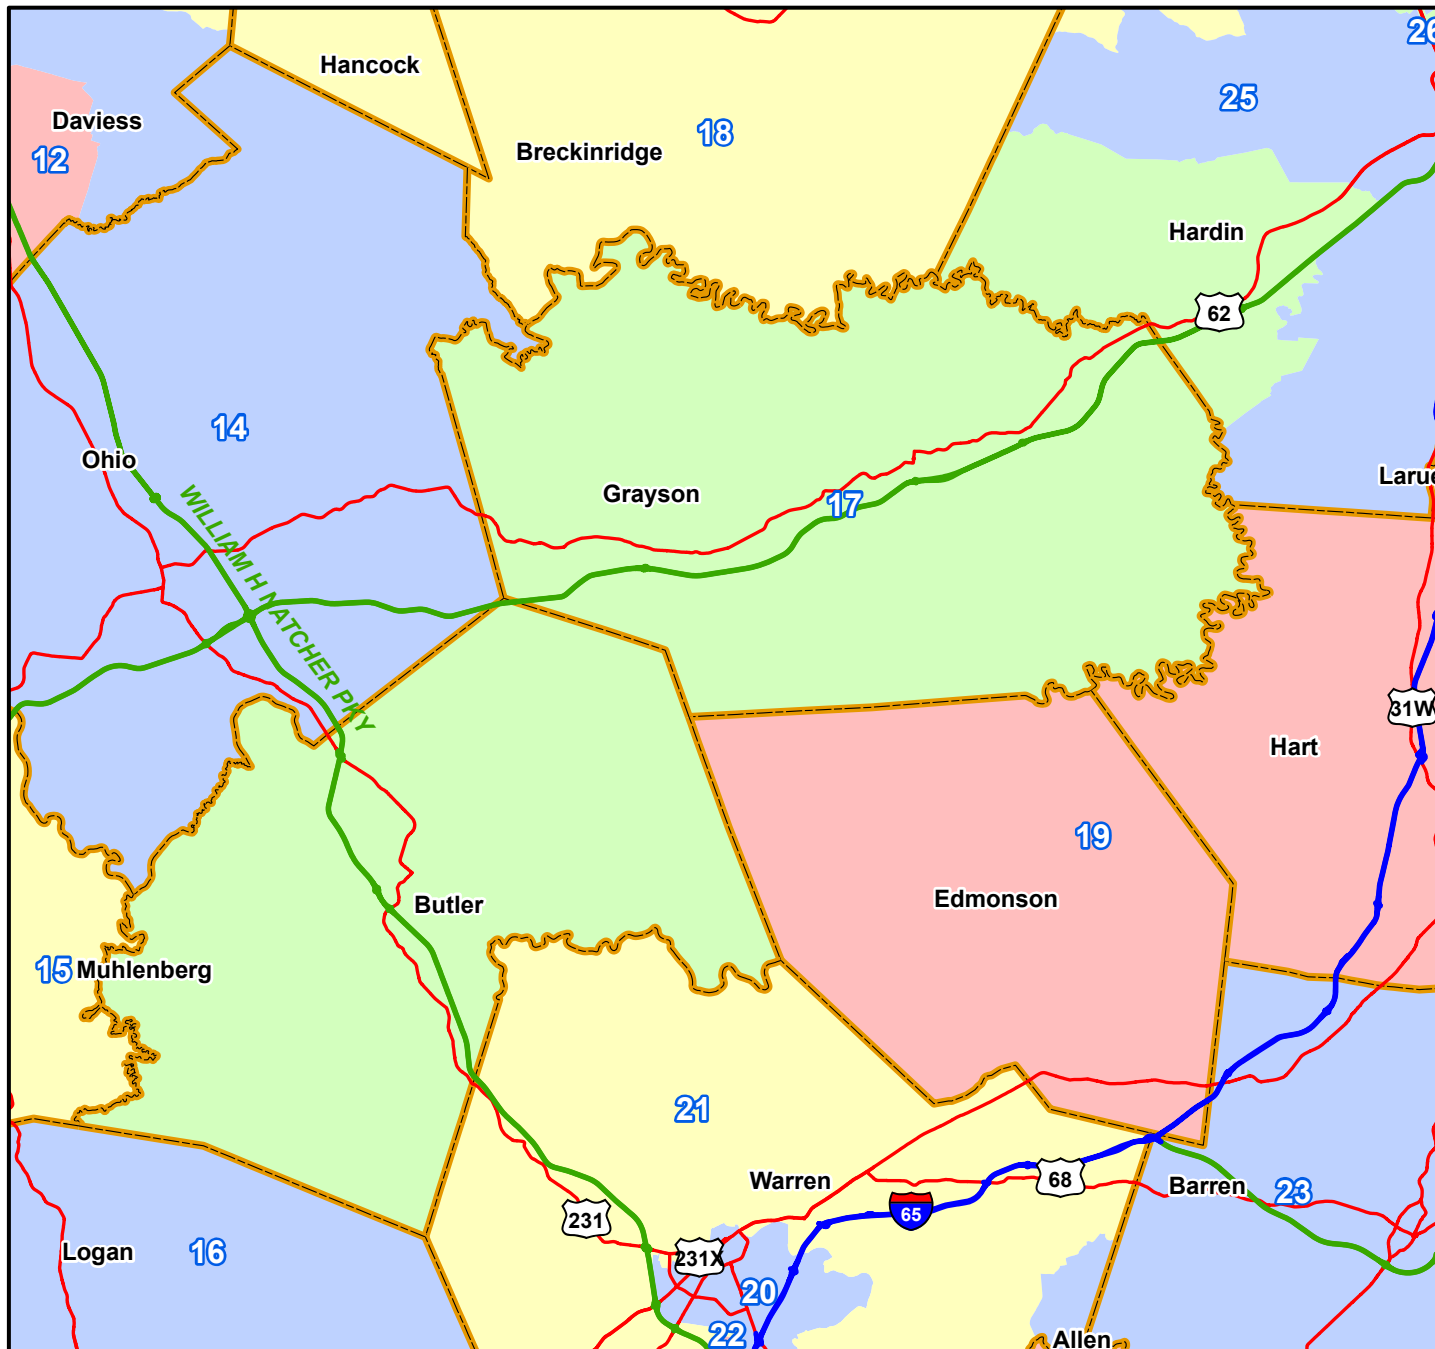 26
Hancock
25
Daviess
18
12
Breckinridge
Hardin
62
14
Ohio
Larue
Grayson
17
WILLIAM H NATCHER PKY
31W
Hart
19
Edmonson
Butler
15 Muhlenberg
21
Warren
68
Barren
23
65
231
Logan
16
231X
20
22
Allen